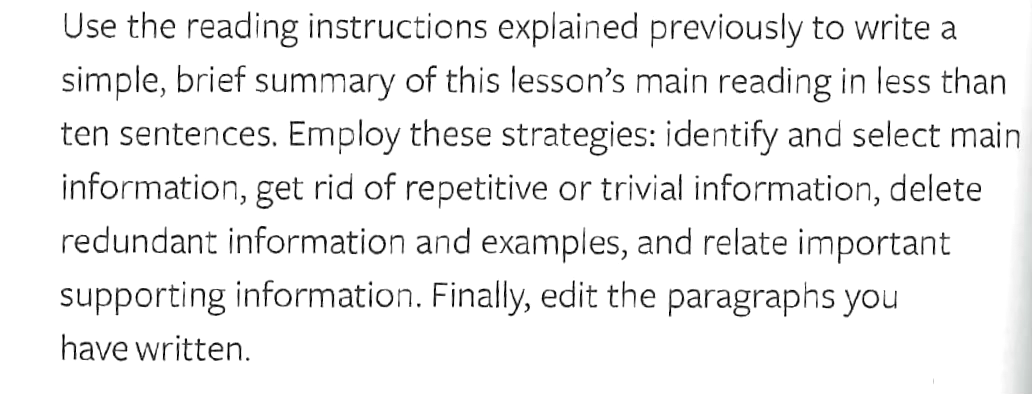 Use the reading instructions explained previously to write a
simple, brief summary of this lesson's main reading in less than
ten sentences. Employ these strategies: identify and select main
information, get rid of repetitive or trivial information, delete
redundant information and examples, and relate important
supporting information. Finally, edit the paragraphs you
have written.